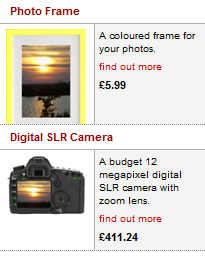 Photo Frame
A coloured frame for
your photos.
find out more
£5.99
Digital SLR Camera
A budget 12
megapixel digital
SLR camera with
zoom lens.
find out more
£411.24